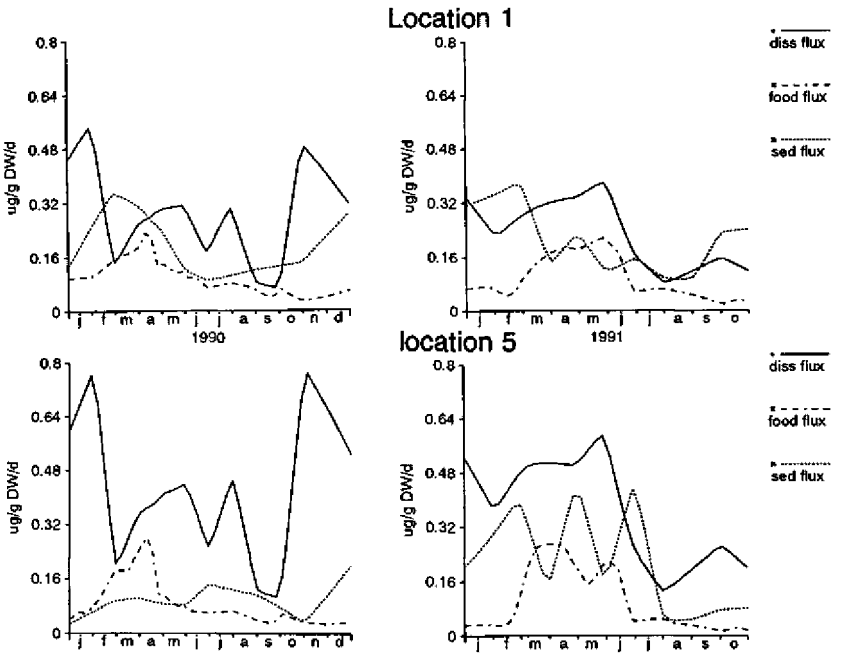 Location 1
0.8
0.64
0.48
0.32
0.16
0
ug/g DW/d
j f m a m j j a s o n d
1990
0.8
0.64
0.48
0.32
0.16
0
ug/g DW/d
j f m a m j j a s o
1991
diss flux
food flux
sed flux
location 5
0.8
0.64
0.48
0.32
0.16
0
ug/g DW/d
j f m a m j j a s o n d
0.8
0.64
0.48
0.32
0.16
0
ug/g DW/d
j f m a m j j a s o
diss flux
food flux
sed flux